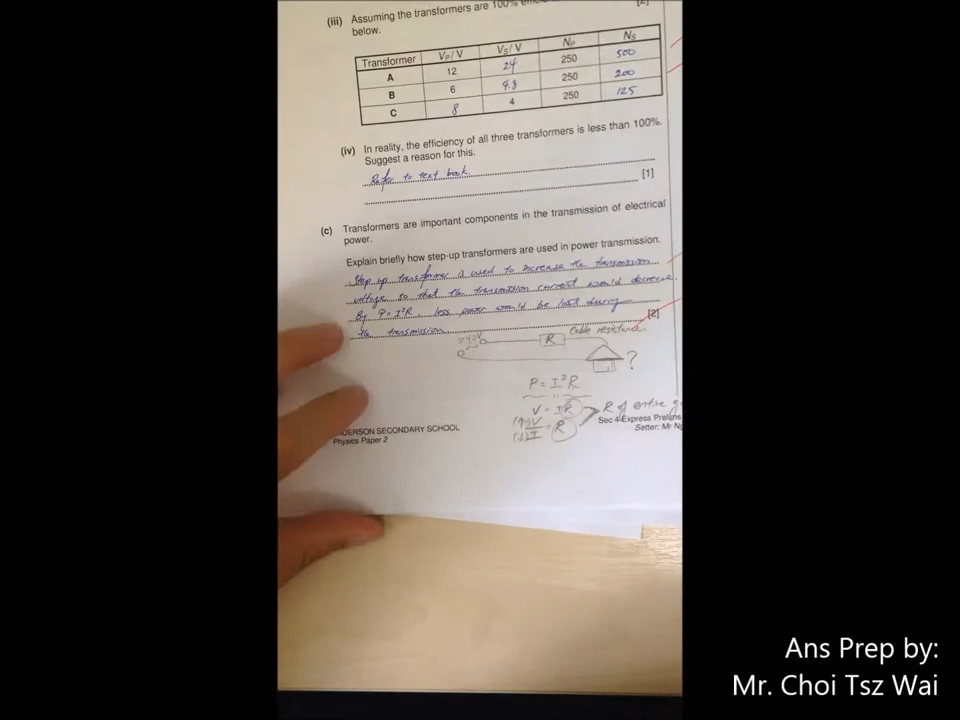 (iii) Assuming the transformers are 100%
below.
Transformer VP/V VS/V NP NS
A 12 24 250 500
B 6 4.8 250 200
C 8 4 250 125
(iv) In reality, the efficiency of all three transformers is less than 100%.
Suggest a reason for this.
Refer to text book
[1]
(c) Transformers are important components in the transmission of electrical
power.
Explain briefly how step-up transformers are used in power transmission.
Step up transformer is used to increase the transmission
voltage so that the transmission current would decrease.
By P = I²R, less power would be lost during
[2]
the transmission
240V R Cable resistance
?
P = I²R
V = IR R of entire
Sec 4 Express Prelim
(↑)V
(↓)I = R
Setter: Mr
ANDERSON SECONDARY SCHOOL
Physics Paper 2
Ans Prep by:
Mr. Choi Tsz Wai